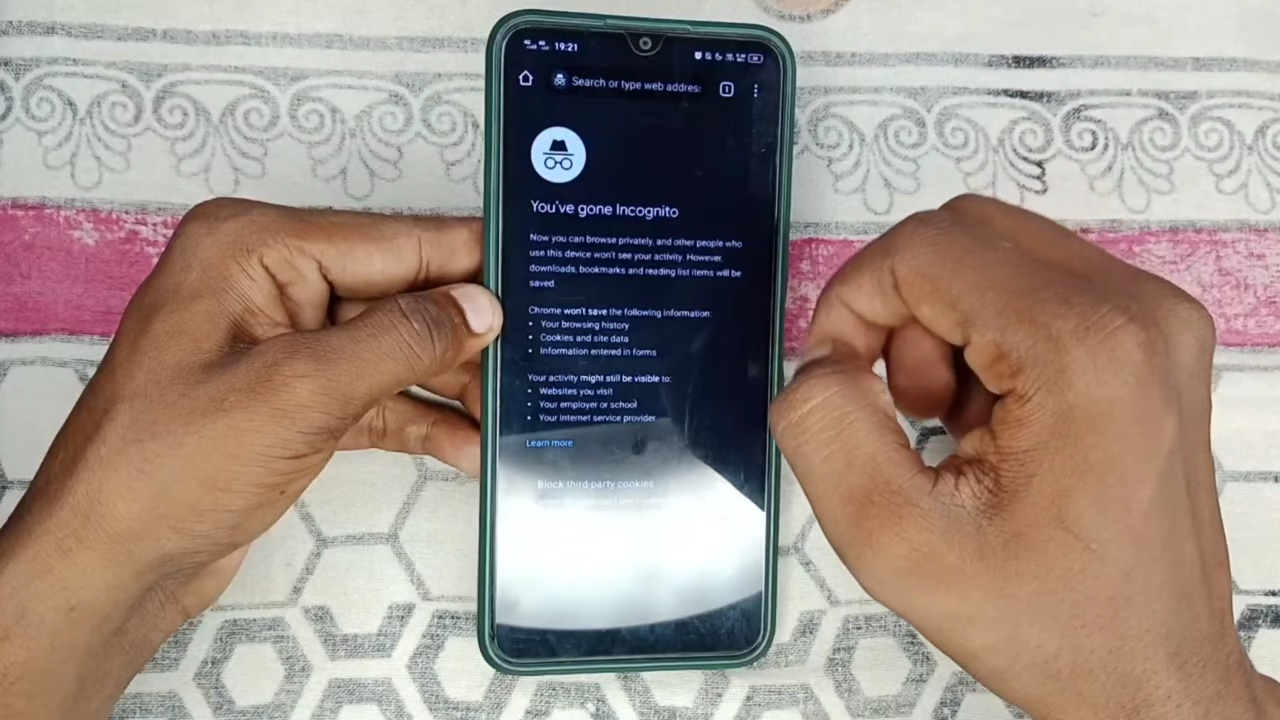 19:21
Search or type web address
1
You've gone Incognito
Now you can browse privately, and other people who
use this device won't see your activity. However,
downloads, bookmarks and reading list items will be
saved.
Chrome won't save the following information:
• Your browsing history
• Cookies and site data
• Information entered in forms
Your activity might still be visible to:
• Websites you visit
• Your employer or school
• Your internet service provider
Learn more
Block third-party cookies